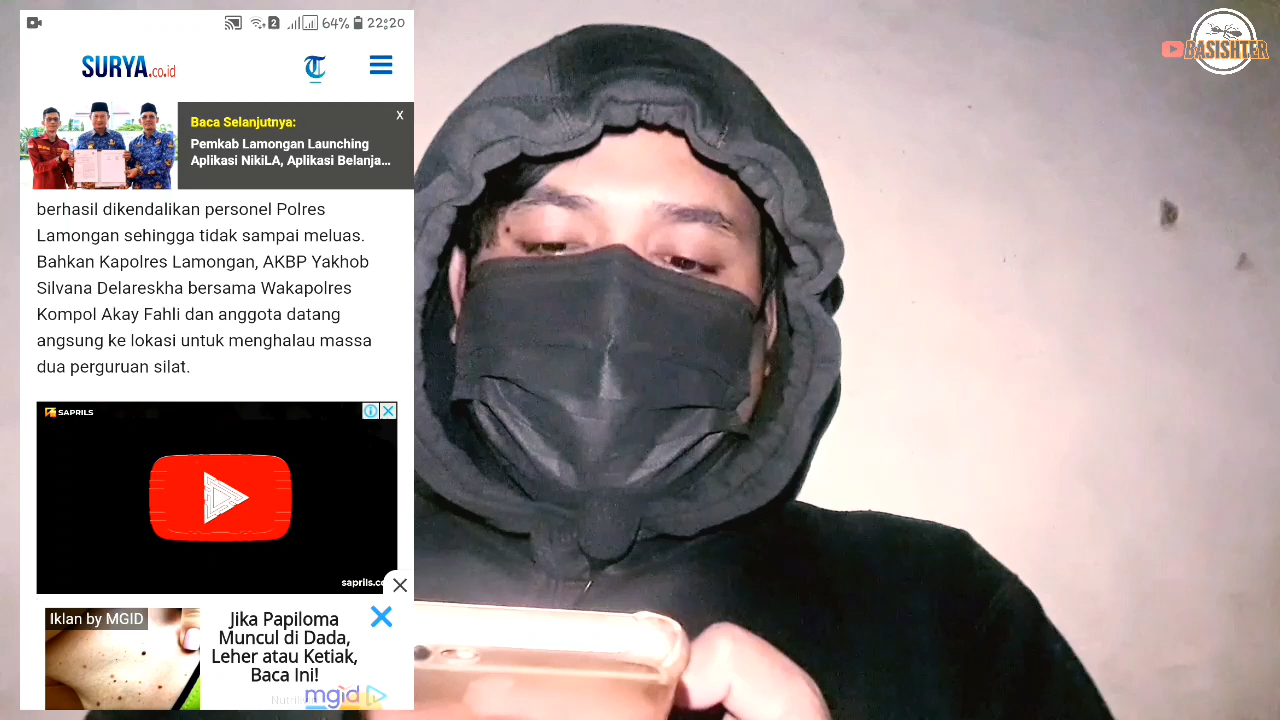 64% 22:20
SURYA.co.id
Baca Selanjutnya:
X
Pemkab Lamongan Launching
Aplikasi NikiLA, Aplikasi Belanja...
berhasil dikendalikan personel Polres
Lamongan sehingga tidak sampai meluas.
Bahkan Kapolres Lamongan, AKBP Yakhob
Silvana Delareskha bersama Wakapolres
Kompol Akay Fahli dan anggota datang
angsung ke lokasi untuk menghalau massa
dua perguruan silat.
SAPRILS
saprils.c
Iklan by MGID
Jika Papiloma
Muncul di Dada,
Leher atau Ketiak,
Baca Ini!
mgid
BASISHTER